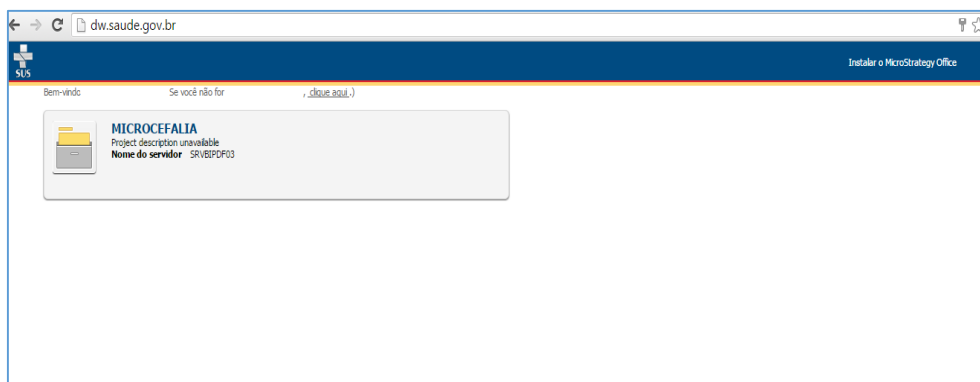 dw.saude.gov.br
SUS
Instalar o MicroStrategy Office
Bem-vindo Se você não for , clique aqui .)
MICROCEFALIA
Project description unavailable
Nome do servidor SRVBIPDF03